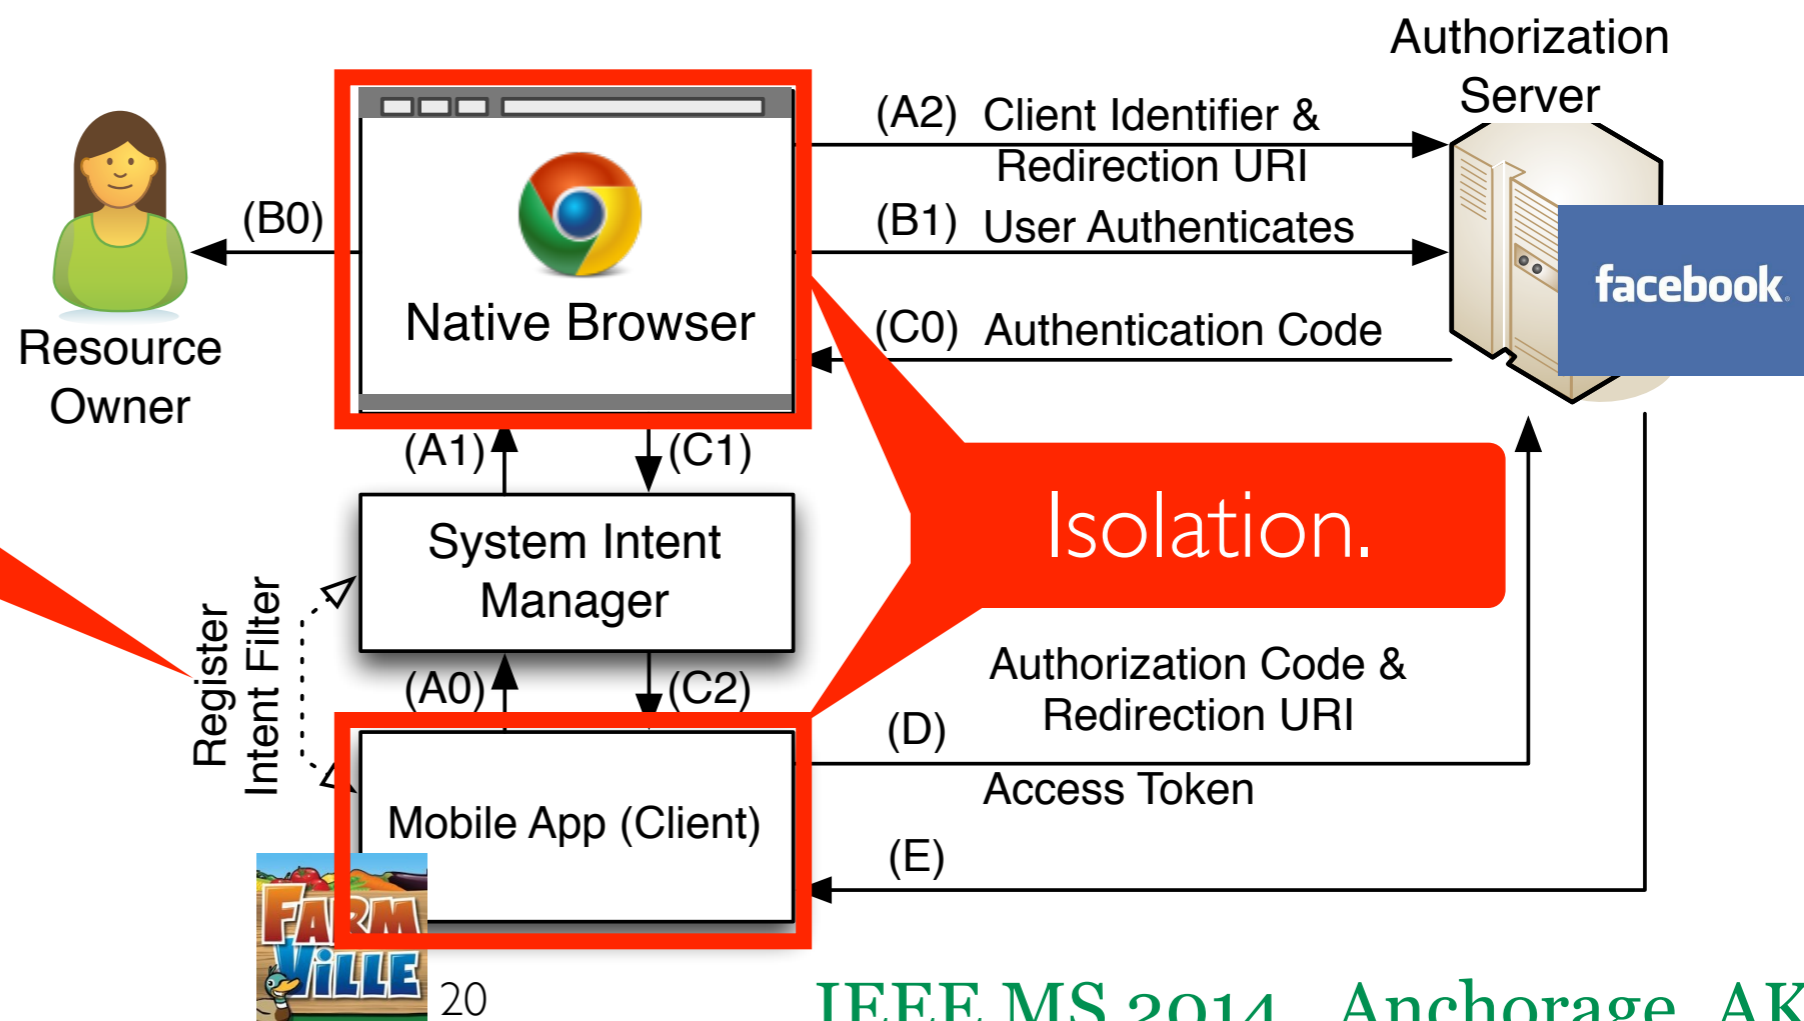 Authorization
Server
(A2) Client Identifier &
Redirection URI
(B0)
(B1) User Authenticates
facebook.
Native Browser
(C0) Authentication Code
Resource
Owner
(A1)
(C1)
Isolation.
System Intent
Manager
Register
Intent Filter
(A0)
(C2)
Authorization Code &
Redirection URI
(D)
Access Token
Mobile App (Client)
(E)
FARM
VILLE
20
IEEE MS 2014 Anchorage, AK